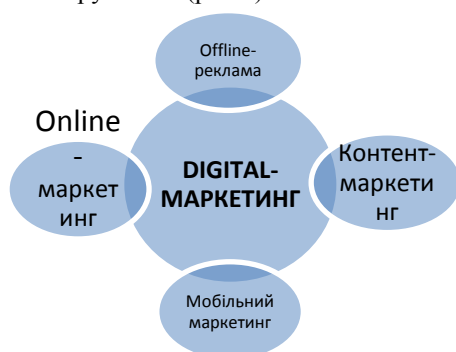 Offline-
реклама
Online
-
маркет
инг
DIGITAL-
МАРКЕТИНГ
Контент-
маркети
нг
Мобільний
маркетинг